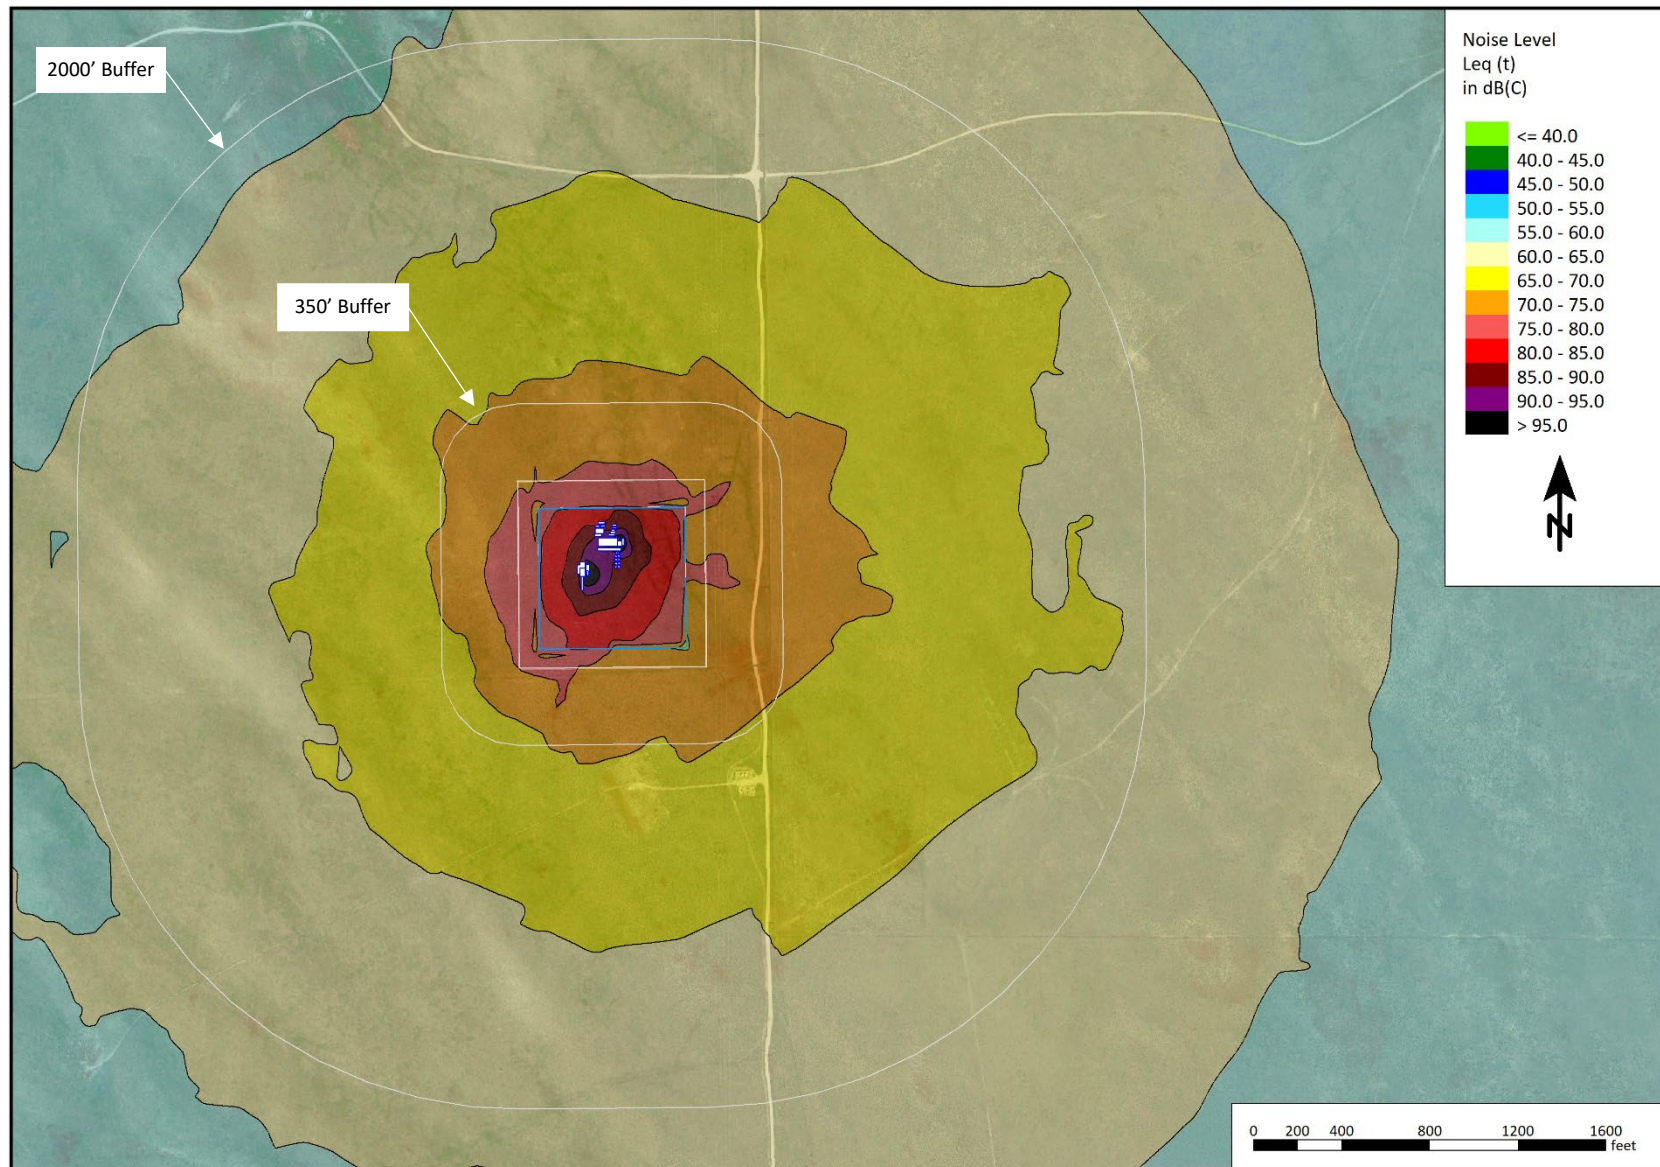 2000’ Buffer
350’ Buffer
Noise Level
Leq (t)
in dB(C)
<= 40.0
40.0 - 45.0
45.0 - 50.0
50.0 - 55.0
55.0 - 60.0
60.0 - 65.0
65.0 - 70.0
70.0 - 75.0
75.0 - 80.0
80.0 - 85.0
85.0 - 90.0
90.0 - 95.0
> 95.0
N
0 200 400 800 1200 1600
feet